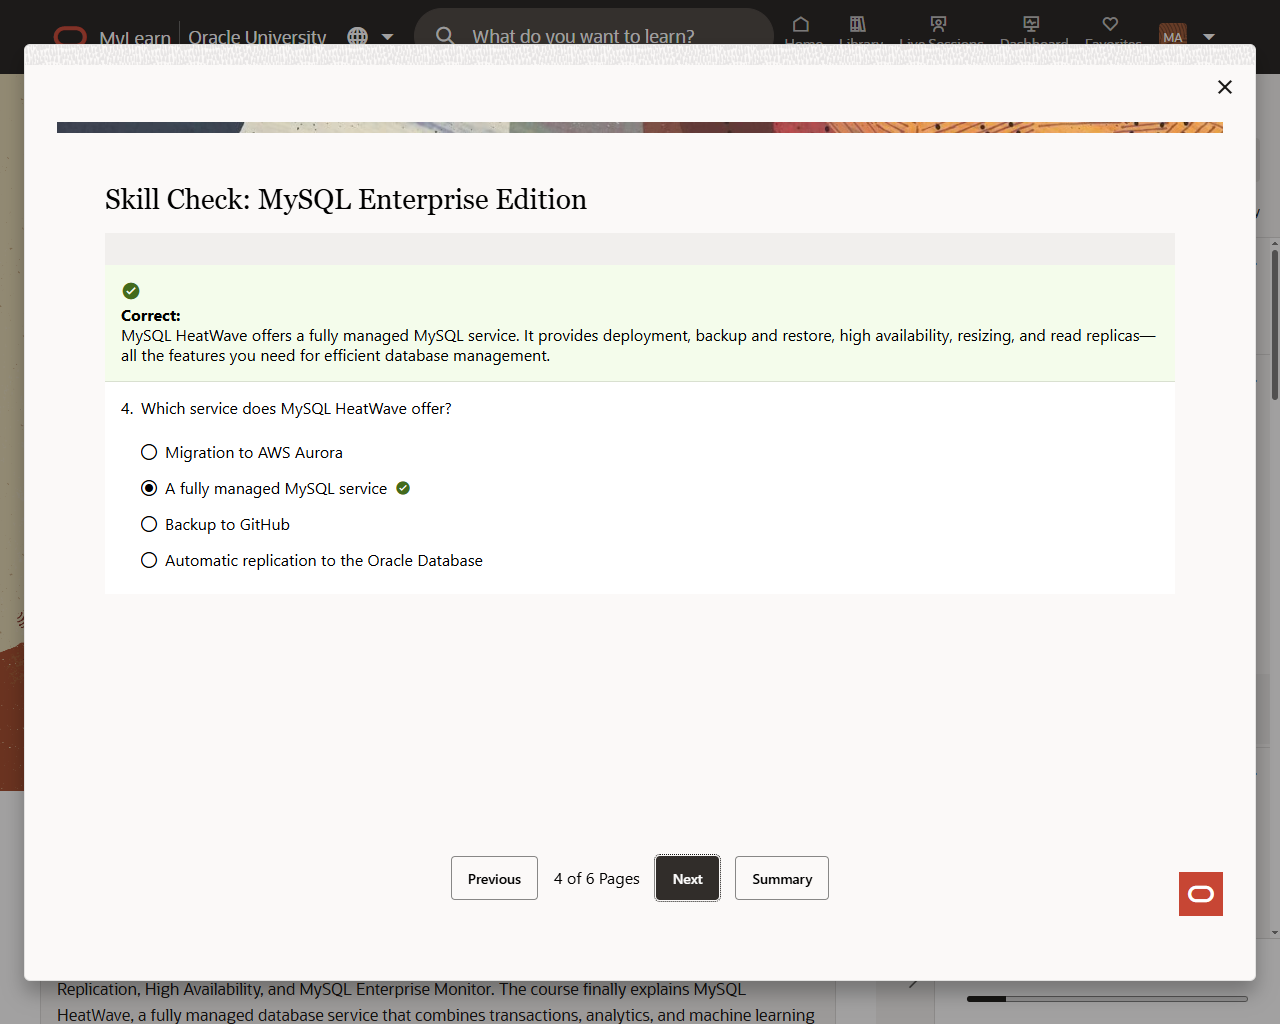 MyLearn
Oracle University
What do you want to learn?
Home
Library
Live Sessions
Dashboard
Favorites
MA
Skill Check: MySQL Enterprise Edition
Correct:
MySQL HeatWave offers a fully managed MySQL service. It provides deployment, backup and restore, high availability, resizing, and read replicas—
all the features you need for efficient database management.
4. Which service does MySQL HeatWave offer?
Migration to AWS Aurora
A fully managed MySQL service
Backup to GitHub
Automatic replication to the Oracle Database
Previous
4 of 6 Pages
Next
Summary
Replication, High Availability, and MySQL Enterprise Monitor. The course finally explains MySQL
HeatWave, a fully managed database service that combines transactions, analytics, and machine learning